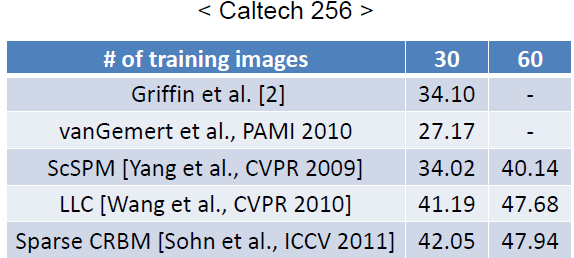 < Caltech 256 >
# of training images 30 60
Griffin et al. [2] 34.10 -
vanGemert et al., PAMI 2010 27.17 -
ScSPM [Yang et al., CVPR 2009] 34.02 40.14
LLC [Wang et al., CVPR 2010] 41.19 47.68
Sparse CRBM [Sohn et al., ICCV 2011] 42.05 47.94